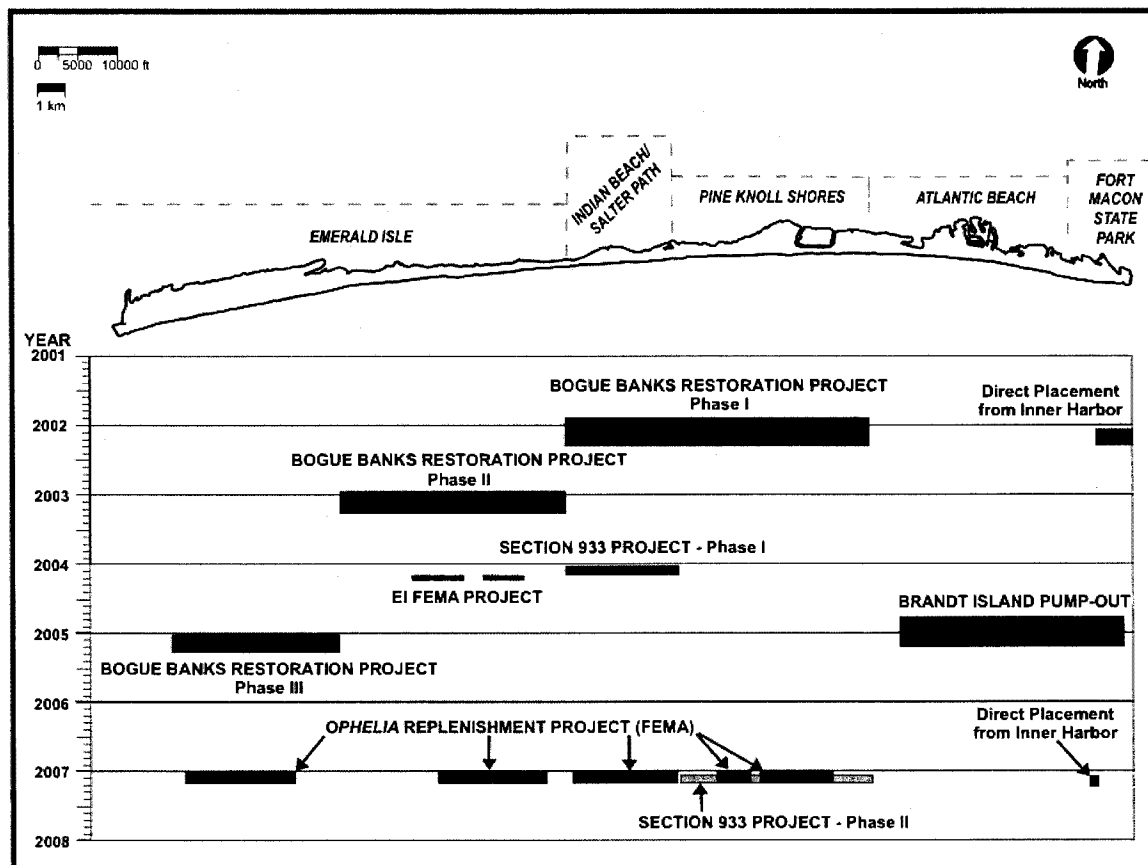 0 5000 10000 ft
1 km
North
INDIAN BEACH/
SALTER PATH
PINE KNOLL SHORES
ATLANTIC BEACH
FORT
MACON
STATE
PARK
EMERALD ISLE
YEAR
2001
BOGUE BANKS RESTORATION PROJECT
Phase I
Direct Placement
from Inner Harbor
2002
BOGUE BANKS RESTORATION PROJECT
Phase II
2003
SECTION 933 PROJECT - Phase I
2004
EI FEMA PROJECT
BRANDT ISLAND PUMP-OUT
2005
BOGUE BANKS RESTORATION PROJECT
Phase III
2006
OPHELIA REPLENISHMENT PROJECT (FEMA)
Direct Placement
from Inner Harbor
2007
SECTION 933 PROJECT - Phase II
2008